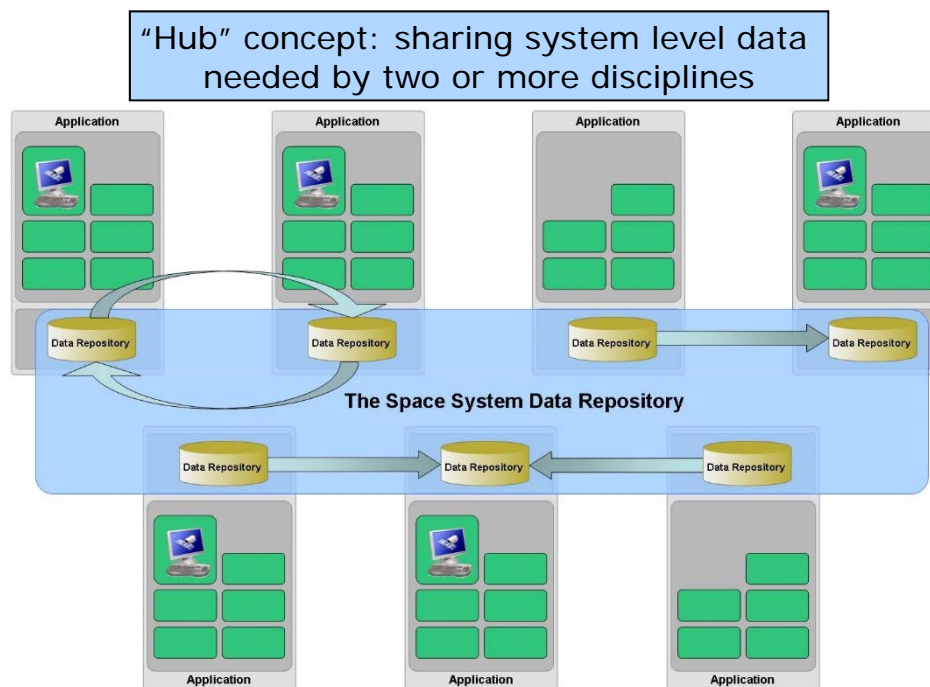 “Hub” concept: sharing system level data
needed by two or more disciplines
Application
Application
Application
Application
Data Repository
Data Repository
Data Repository
Data Repository
The Space System Data Repository
Data Repository
Data Repository
Data Repository
Application
Application
Application